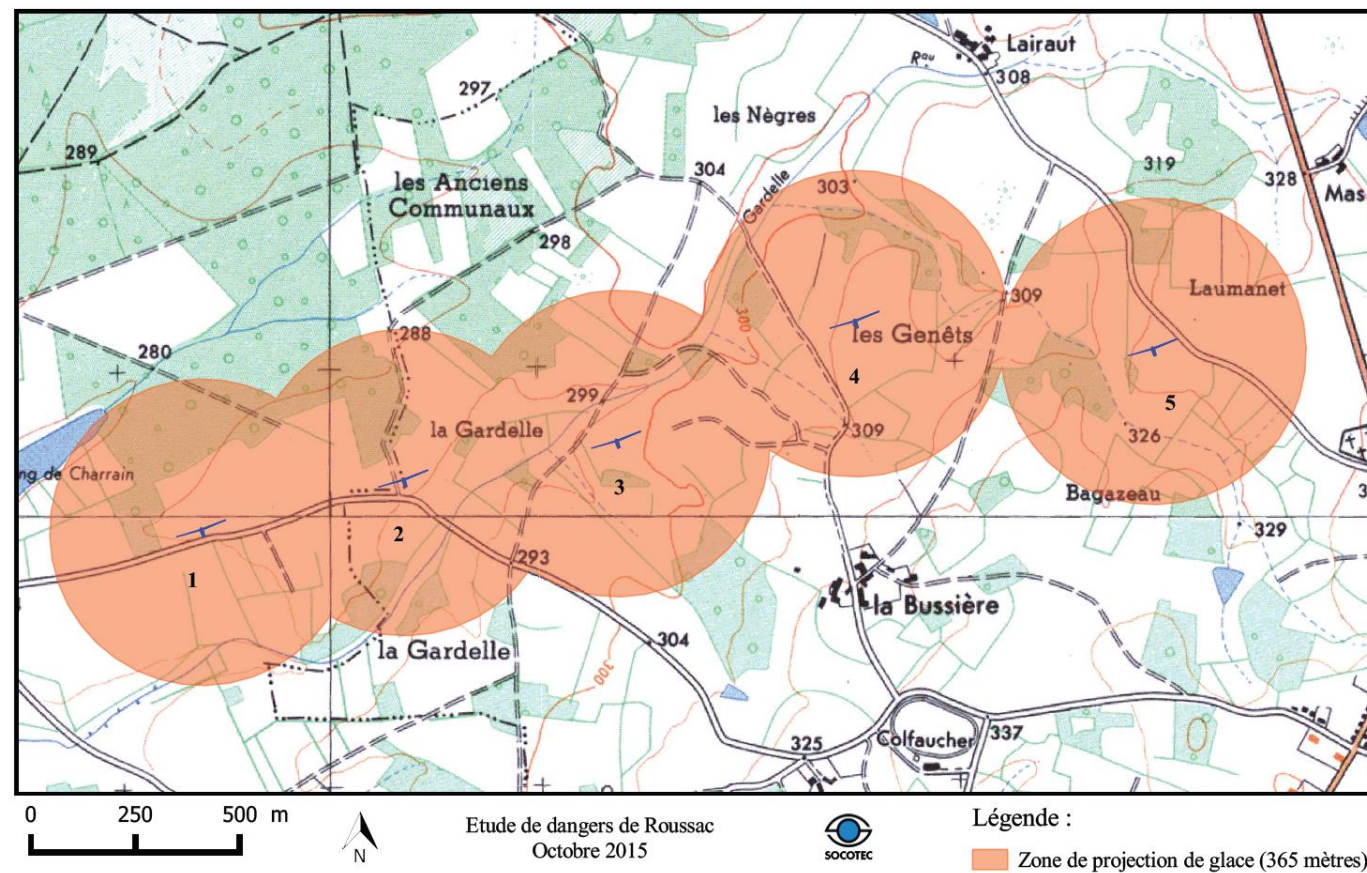 Lairaut
308
Rau
297
les Nègres
319
328
Mas
289
304
les Anciens
Communaux
Gardelle
303
298
309
Laumanet
300
288
les Genêts
280
4
5
299
la Gardelle
309
326
ng de Charrain
3
Bagazeau
2
329
293
1
la Bussière
304
la Gardelle
300
337
Colfaucher
325
0 250 500 m
N
Etude de dangers de Roussac
Octobre 2015
SOCOTEC
Légende :
Zone de projection de glace (365 mètres)